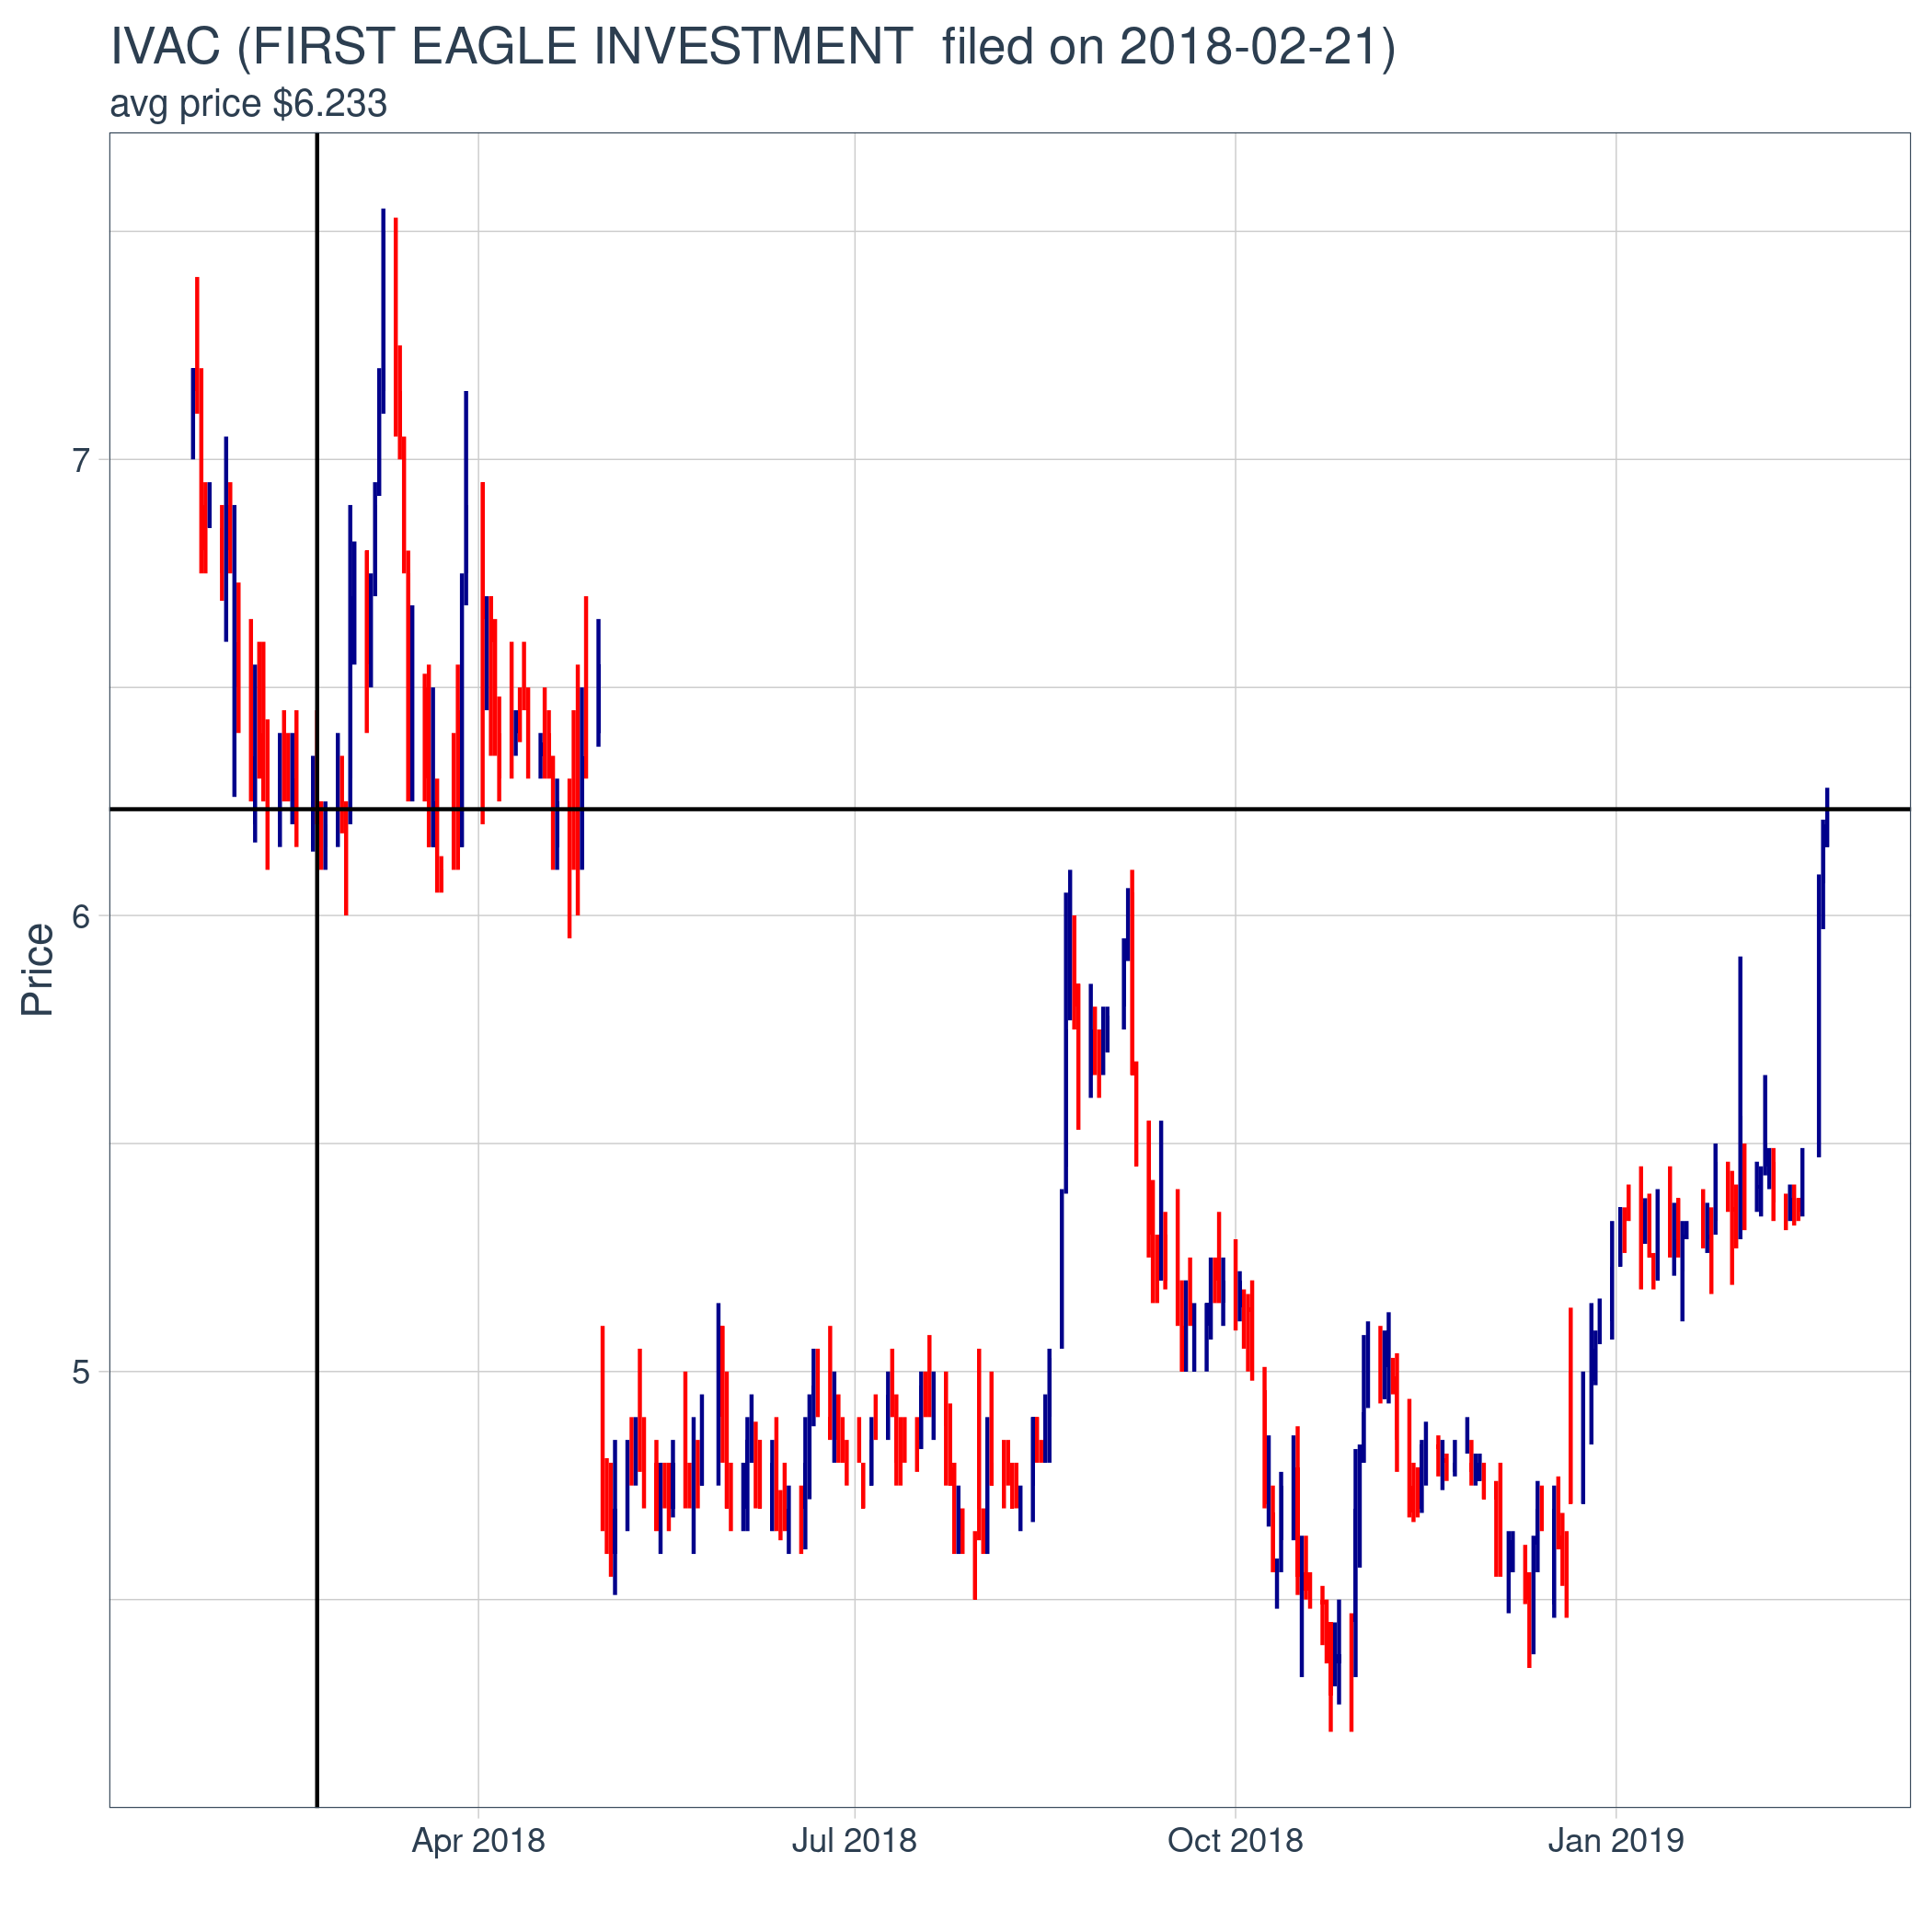 IVAC (FIRST EAGLE INVESTMENT  filed on 2018-02-21)
avg price $6.233
Price
7
6
5
Apr 2018
Jul 2018
Oct 2018
Jan 2019